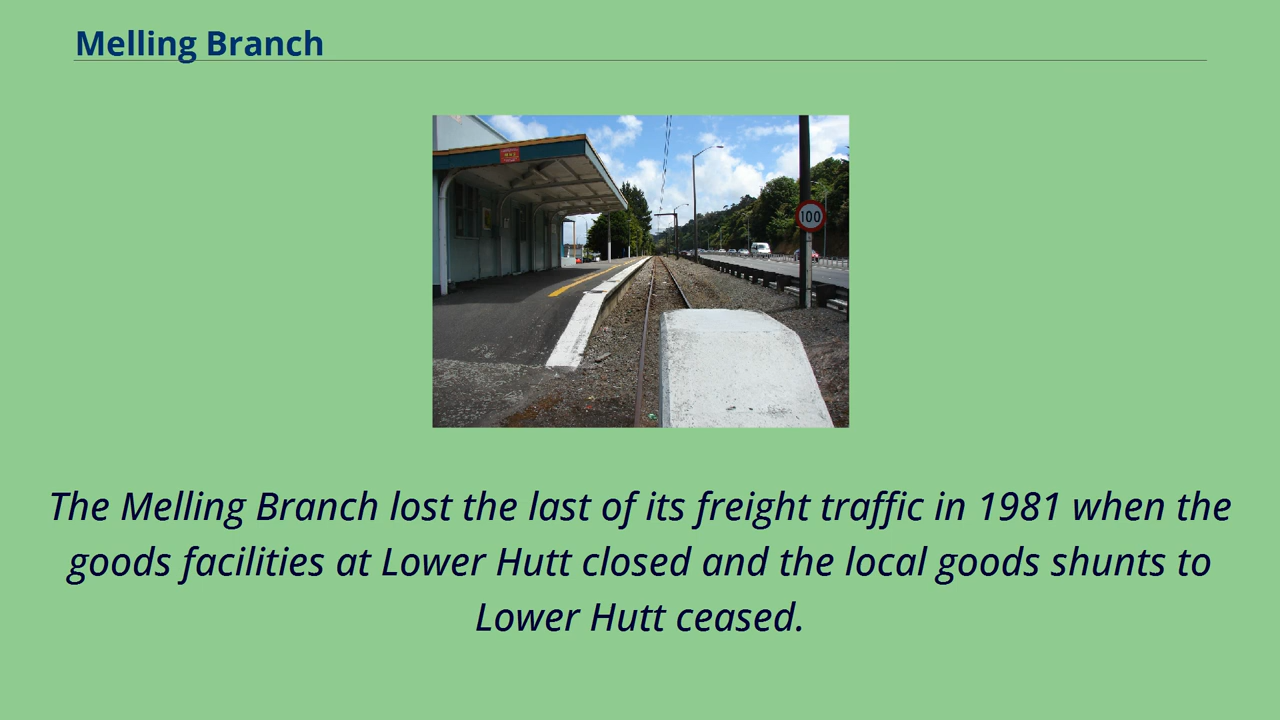 Melling Branch
100
The Melling Branch lost the last of its freight traffic in 1981 when the
goods facilities at Lower Hutt closed and the local goods shunts to
Lower Hutt ceased.